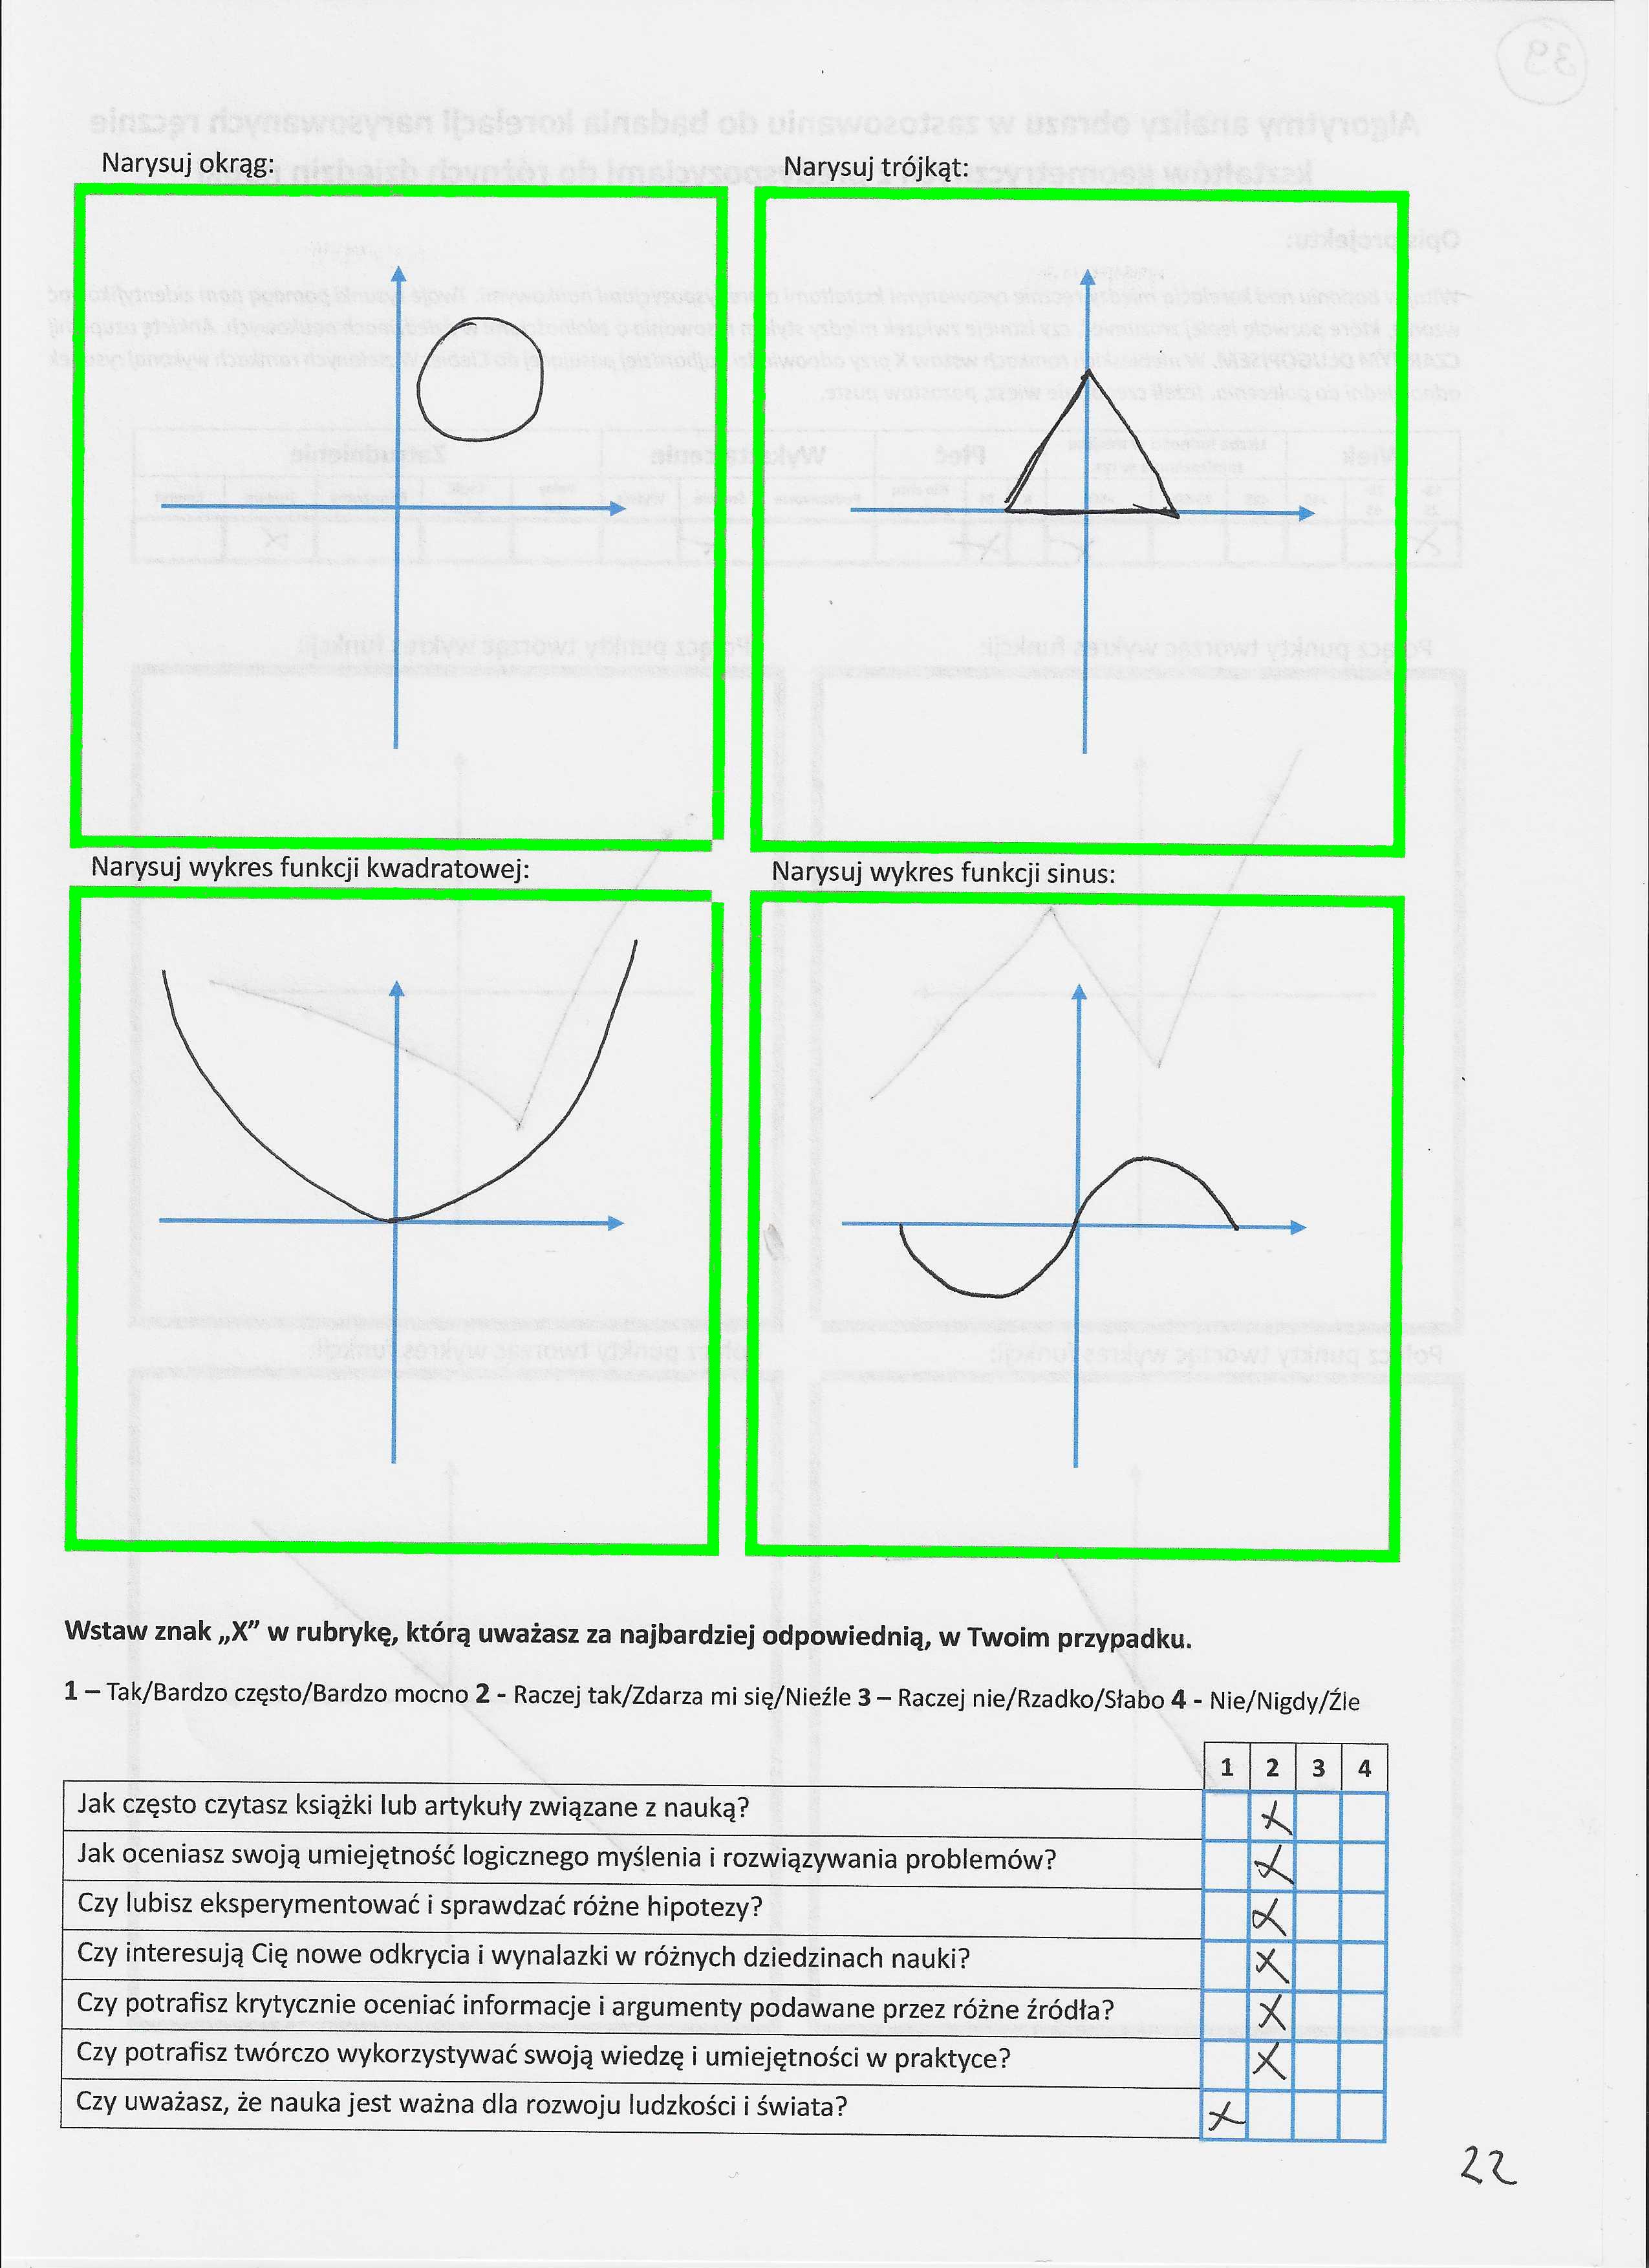 Narysuj okrąg:
Narysuj trójkąt:
Narysuj wykres funkcji kwadratowej:
Narysuj wykres funkcji sinus:
Wstaw znak „X” w rubrykę, którą uważasz za najbardziej odpowiednią, w Twoim przypadku.
1 – Tak/Bardzo często/Bardzo mocno 2 - Raczej tak/Zdarza mi się/Nieźle 3 – Raczej nie/Rzadko/Słabo 4 - Nie/Nigdy/Źle
1 2 3 4
Jak często czytasz książki lub artykuły związane z nauką? X
Jak oceniasz swoją umiejętność logicznego myślenia i rozwiązywania problemów? X
Czy lubisz eksperymentować i sprawdzać różne hipotezy? X
Czy interesują Cię nowe odkrycia i wynalazki w różnych dziedzinach nauki? X
Czy potrafisz krytycznie oceniać informacje i argumenty podawane przez różne źródła? X
Czy potrafisz twórczo wykorzystywać swoją wiedzę i umiejętności w praktyce? X
Czy uważasz, że nauka jest ważna dla rozwoju ludzkości i świata? X
22